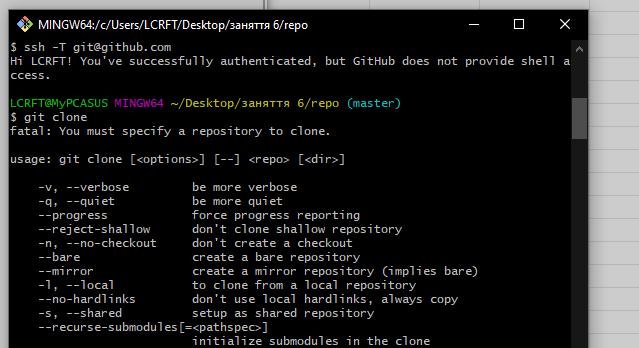 MINGW64:/c/Users/LCRFT/Desktop/заняття 6/repo
$ ssh -T git@github.com
Hi LCRFT! You've successfully authenticated, but GitHub does not provide shell a
ccess.
LCRFT@MyPCASUS MINGW64 ~/Desktop/заняття 6/repo (master)
$ git clone
fatal: You must specify a repository to clone.
usage: git clone [<options>] [--] <repo> [<dir>]
-v, --verbose be more verbose
-q, --quiet be more quiet
--progress force progress reporting
--reject-shallow don't clone shallow repository
-n, --no-checkout don't create a checkout
--bare create a bare repository
--mirror create a mirror repository (implies bare)
-l, --local to clone from a local repository
--no-hardlinks don't use local hardlinks, always copy
-s, --shared setup as shared repository
--recurse-submodules[=<pathspec>]
initialize submodules in the clone